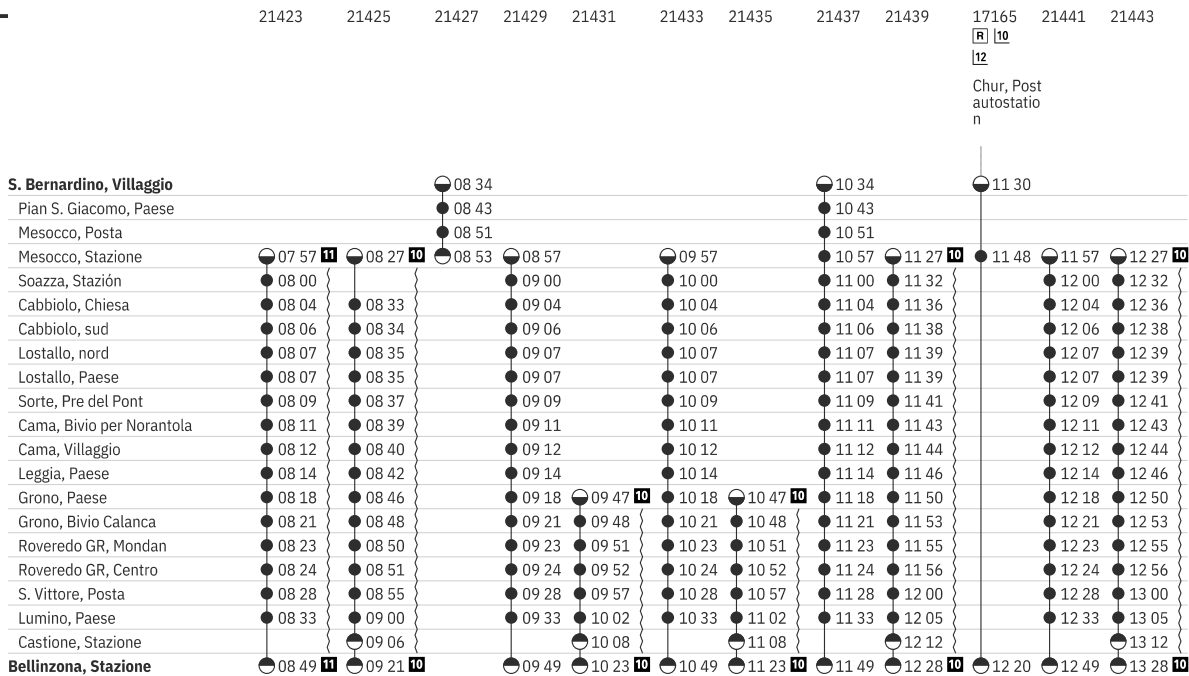 21423 21425 21427 21429 21431 21433 21435 21437 21439 17165 21441 21443
R 10
12
Chur, Post
autostatio
n
S. Bernardino, Villaggio 08 34 10 34 11 30
Pian S. Giacomo, Paese 08 43 10 43
Mesocco, Posta 08 51 10 51
Mesocco, Stazione 07 57 11 08 27 10 08 53 08 57 09 57 10 57 11 27 10 11 48 11 57 12 27 10
Soazza, Stazión 08 00 09 00 10 00 11 00 11 32 12 00 12 32
Cabbiolo, Chiesa 08 04 08 33 09 04 10 04 11 04 11 36 12 04 12 36
Cabbiolo, sud 08 06 08 34 09 06 10 06 11 06 11 38 12 06 12 38
Lostallo, nord 08 07 08 35 09 07 10 07 11 07 11 39 12 07 12 39
Lostallo, Paese 08 07 08 35 09 07 10 07 11 07 11 39 12 07 12 39
Sorte, Pre del Pont 08 09 08 37 09 09 10 09 11 09 11 41 12 09 12 41
Cama, Bivio per Norantola 08 11 08 39 09 11 10 11 11 11 11 43 12 11 12 43
Cama, Villaggio 08 12 08 40 09 12 10 12 11 12 11 44 12 12 12 44
Leggia, Paese 08 14 08 42 09 14 10 14 11 14 11 46 12 14 12 46
Grono, Paese 08 18 08 46 09 18 09 47 10 10 18 10 47 10 11 18 11 50 12 18 12 50
Grono, Bivio Calanca 08 21 08 48 09 21 09 48 10 21 10 48 11 21 11 53 12 21 12 53
Roveredo GR, Mondan 08 23 08 50 09 23 09 51 10 23 10 51 11 23 11 55 12 23 12 55
Roveredo GR, Centro 08 24 08 51 09 24 09 52 10 24 10 52 11 24 11 56 12 24 12 56
S. Vittore, Posta 08 28 08 55 09 28 09 57 10 28 10 57 11 28 12 00 12 28 13 00
Lumino, Paese 08 33 09 00 09 33 10 02 10 33 11 02 11 33 12 05 12 33 13 05
Castione, Stazione 09 06 10 08 11 08 12 12 13 12
Bellinzona, Stazione 08 49 11 09 21 10 09 49 10 23 10 10 49 11 23 10 11 49 12 28 10 12 20 12 49 13 28 10